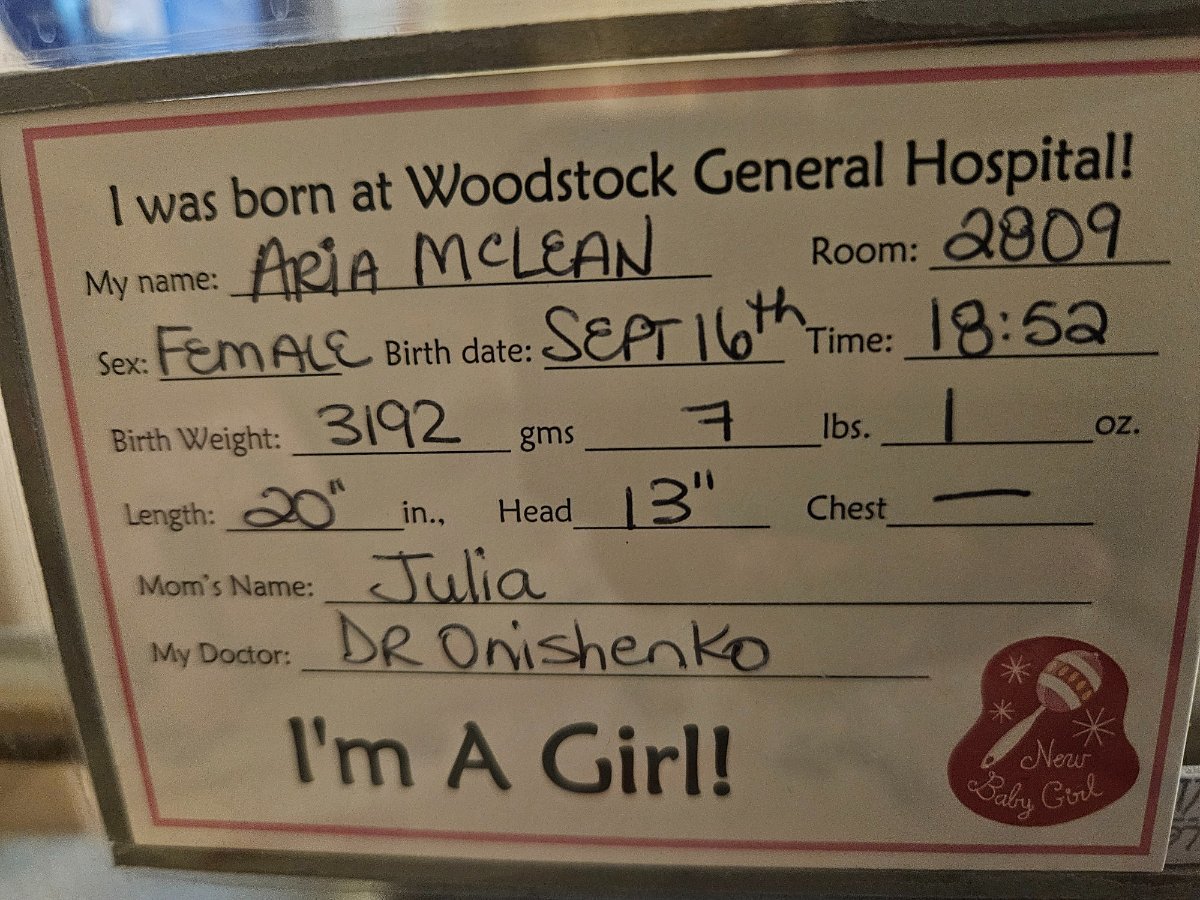 I was born at Woodstock General Hospital!
My name: ARIA MCLEAN Room: 2809
Sex: FEMALE Birth date: SEPT 16th Time: 18:52
Birth Weight: 3192 gms 7 lbs. 1 oz.
Length: 20" in., Head 13" Chest —
Mom's Name: Julia
My Doctor: DR Onishenko
I'm A Girl!
New
Baby Girl